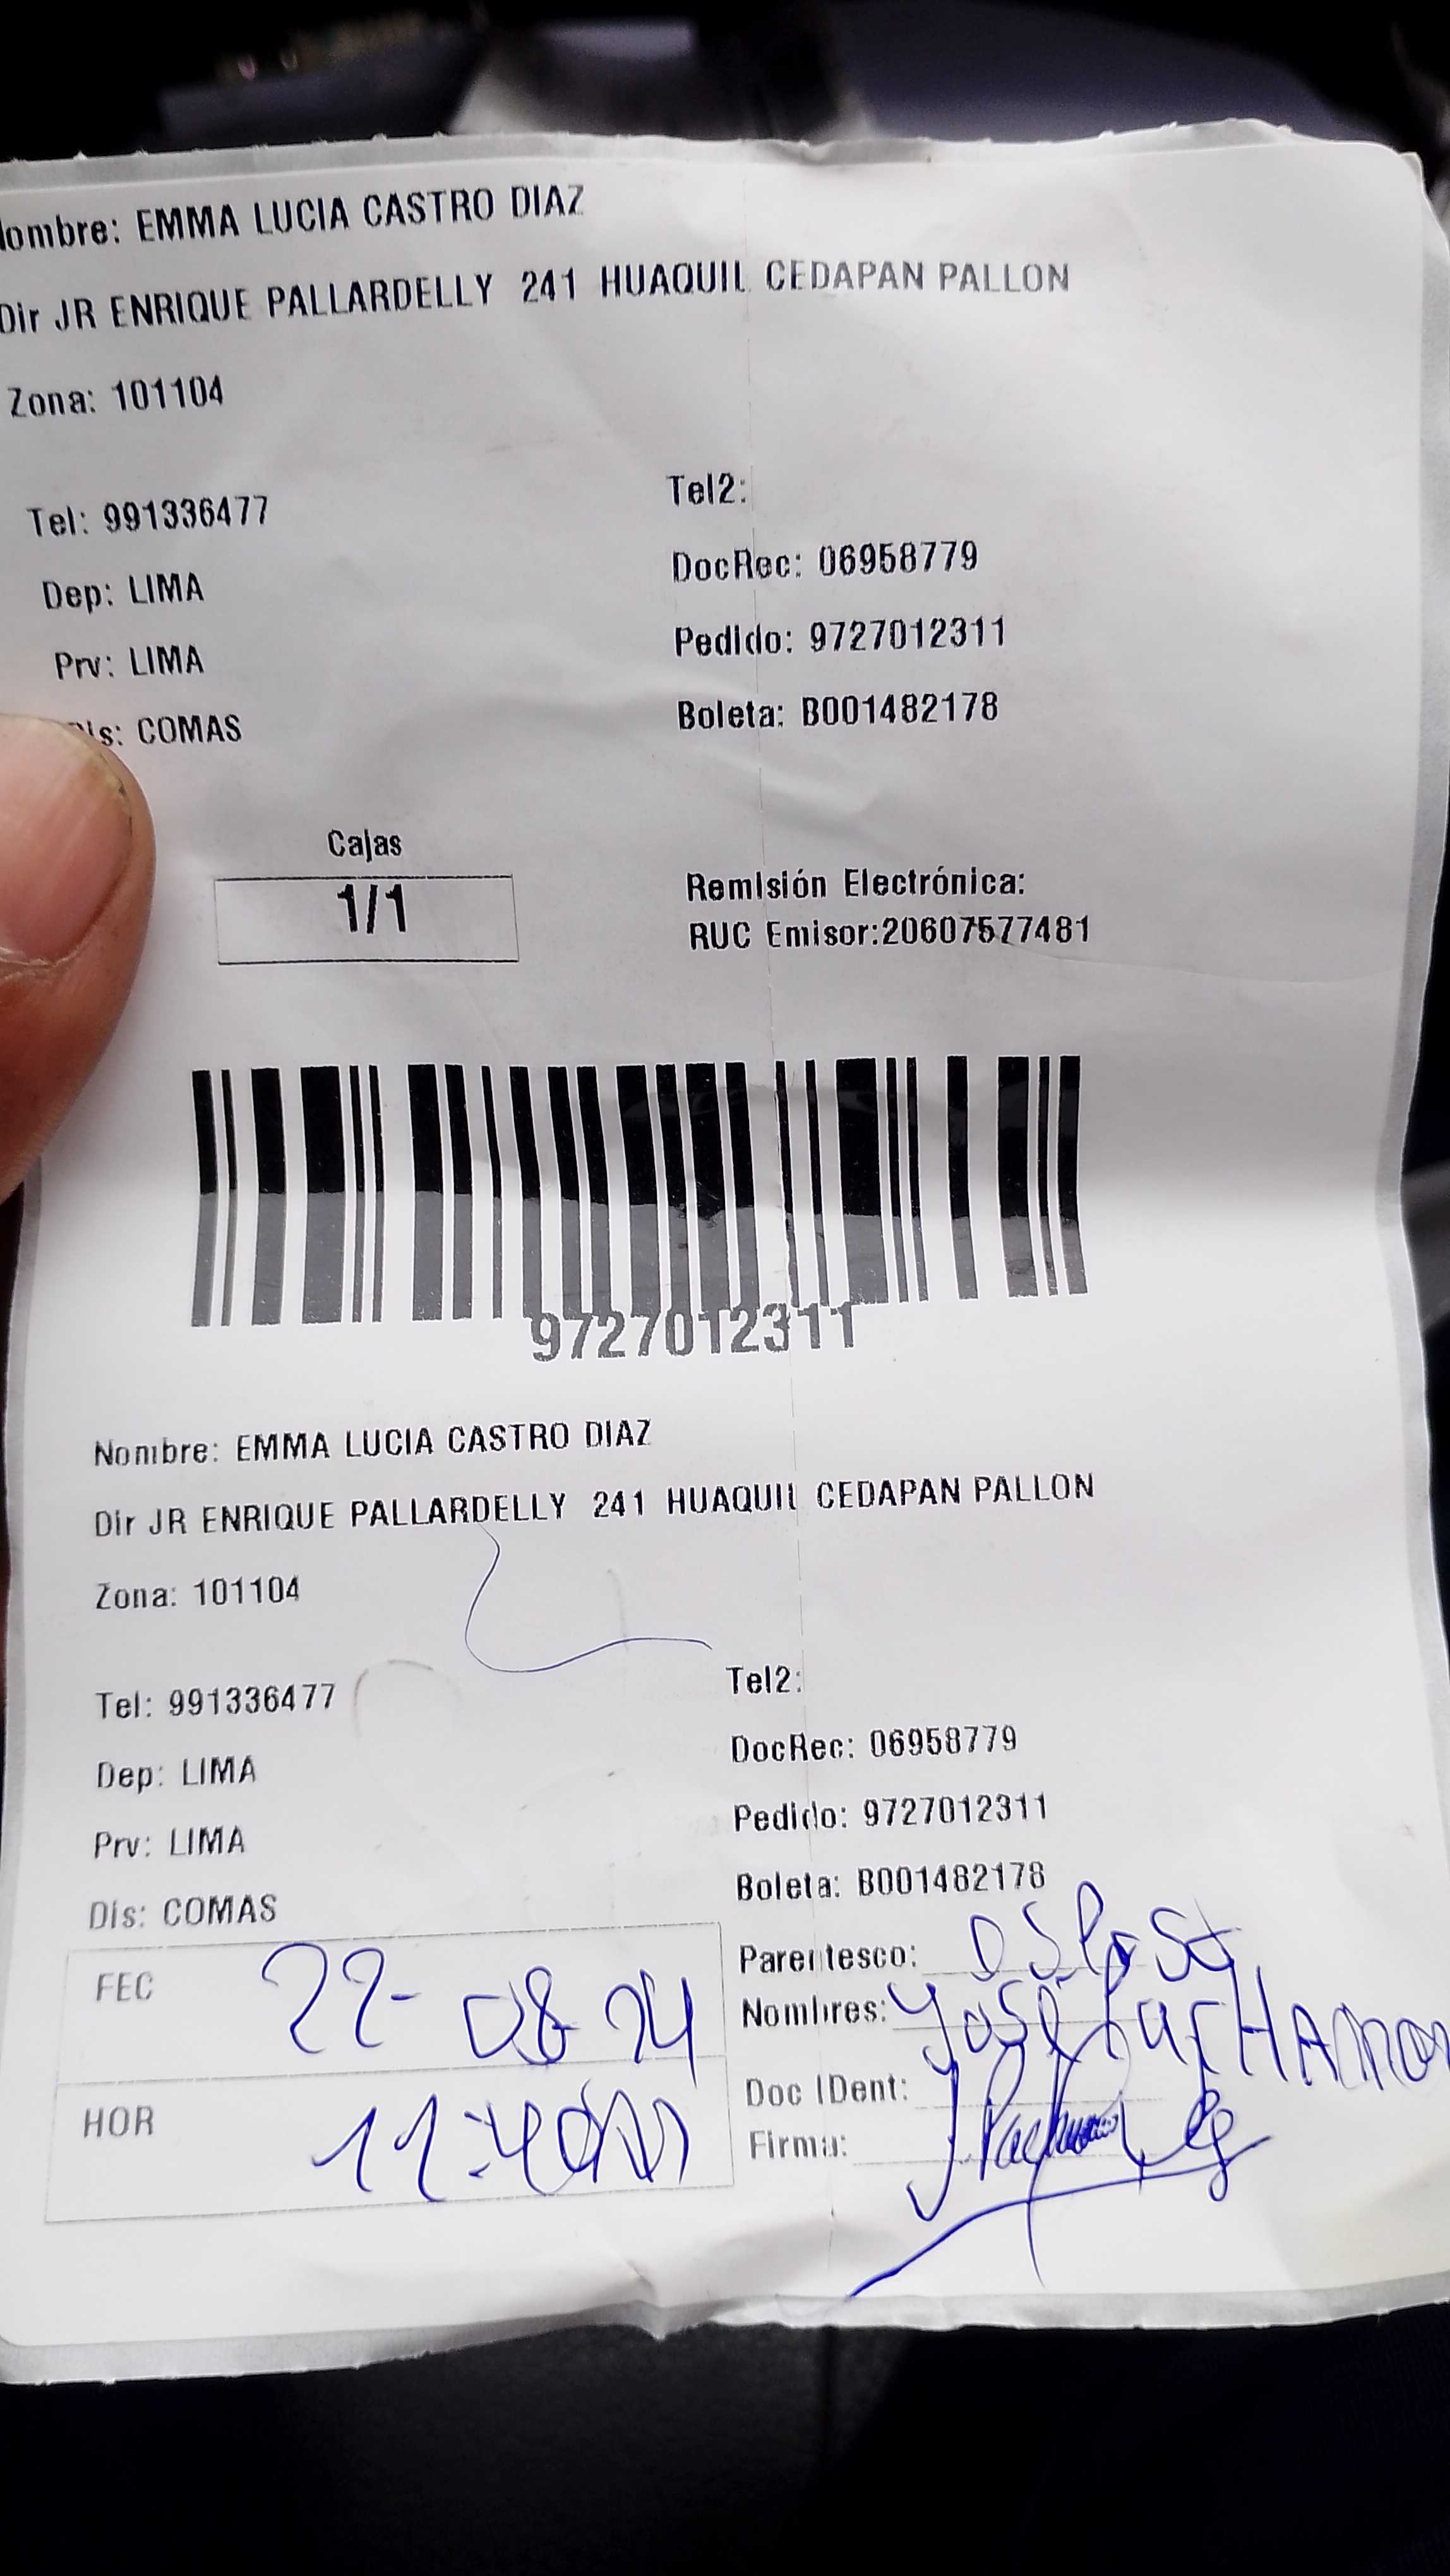 ombre: EMMA LUCIA CASTRO DIAZ
Dir JR ENRIQUE PALLARDELLY 241 HUAQUIL CEDAPAN PALLON
Zona: 101104
Tel: 991336477 Tel2:
Dep: LIMA DocRec: 06958779
Prv: LIMA Pedido: 9727012311
is: COMAS Boleta: B001482178
Cajas
1/1
Remisión Electrónica:
RUC Emisor:20607577481
9727012311
Nombre: EMMA LUCIA CASTRO DIAZ
Dir JR ENRIQUE PALLARDELLY 241 HUAQUIL CEDAPAN PALLON
Zona: 101104
Tel: 991336477 Tel2:
Dep: LIMA DocRec: 06958779
Prv: LIMA Pedido: 9727012311
Dis: COMAS Boleta: B001482178
FEC 22-08-24 Parentesco:
Nombres: José
HOR 11:40 Doc IDent:
Firma: